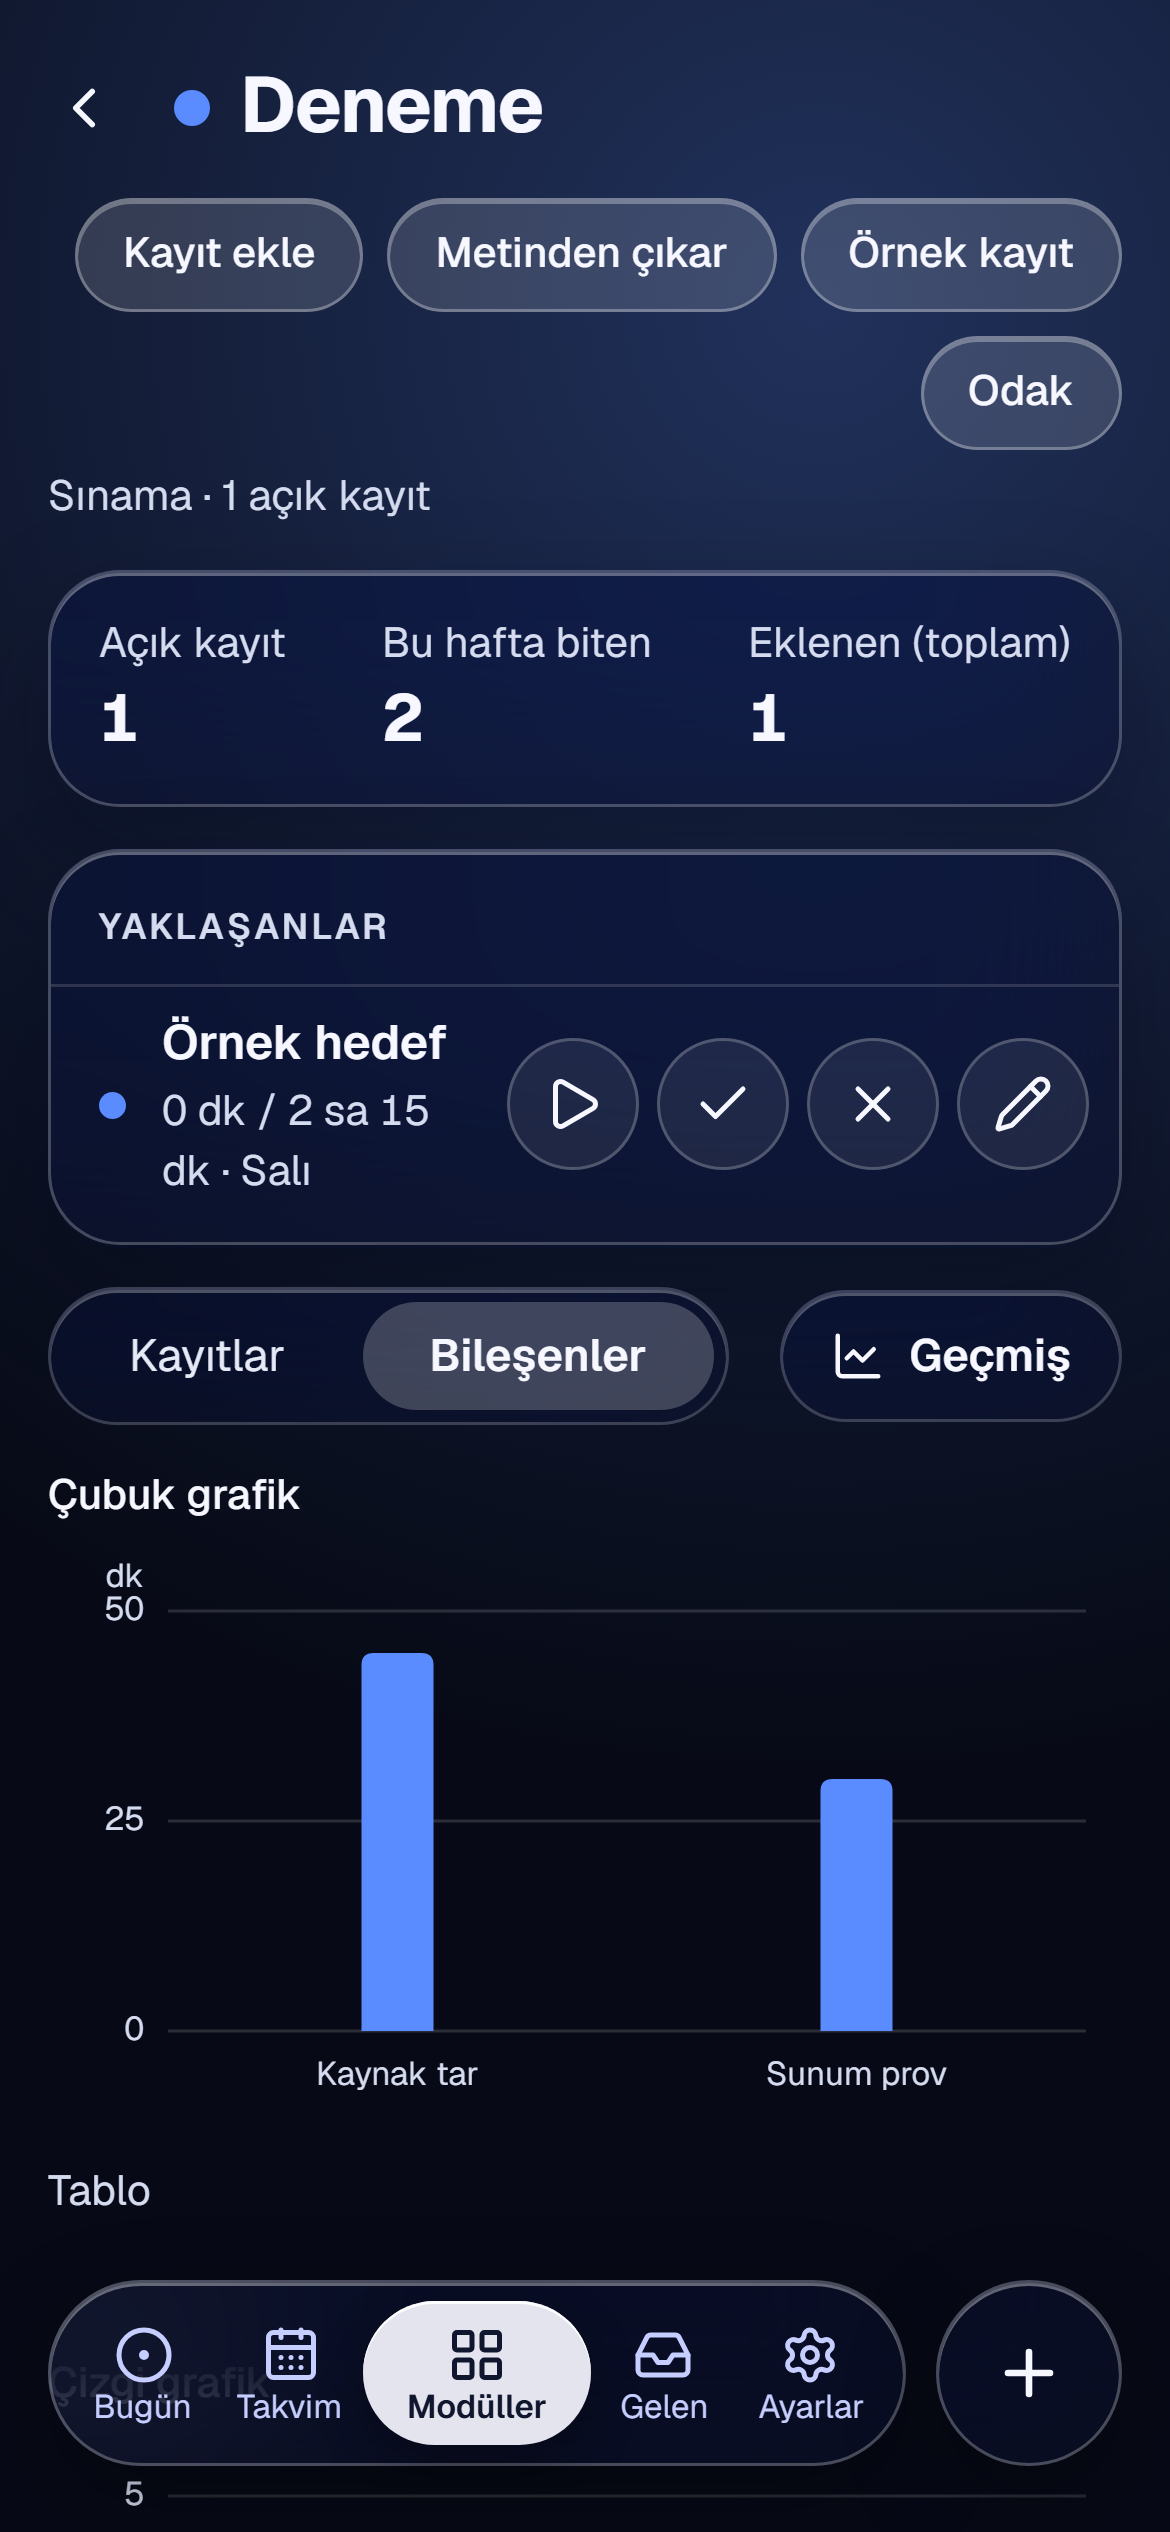 Deneme
Kayıt ekle
Metinden çıkar
Örnek kayıt
Odak
Sınama · 1 açık kayıt
Açık kayıt
Bu hafta biten
Eklenen (toplam)
1
2
1
YAKLAŞANLAR
Örnek hedef
0 dk / 2 sa 15
dk · Salı
Kayıtlar
Bileşenler
Geçmiş
Çubuk grafik
dk
50
25
0
Kaynak tar
Sunum prov
Tablo
Çizgi grafik
Bugün
Takvim
Modüller
Gelen
Ayarlar
5